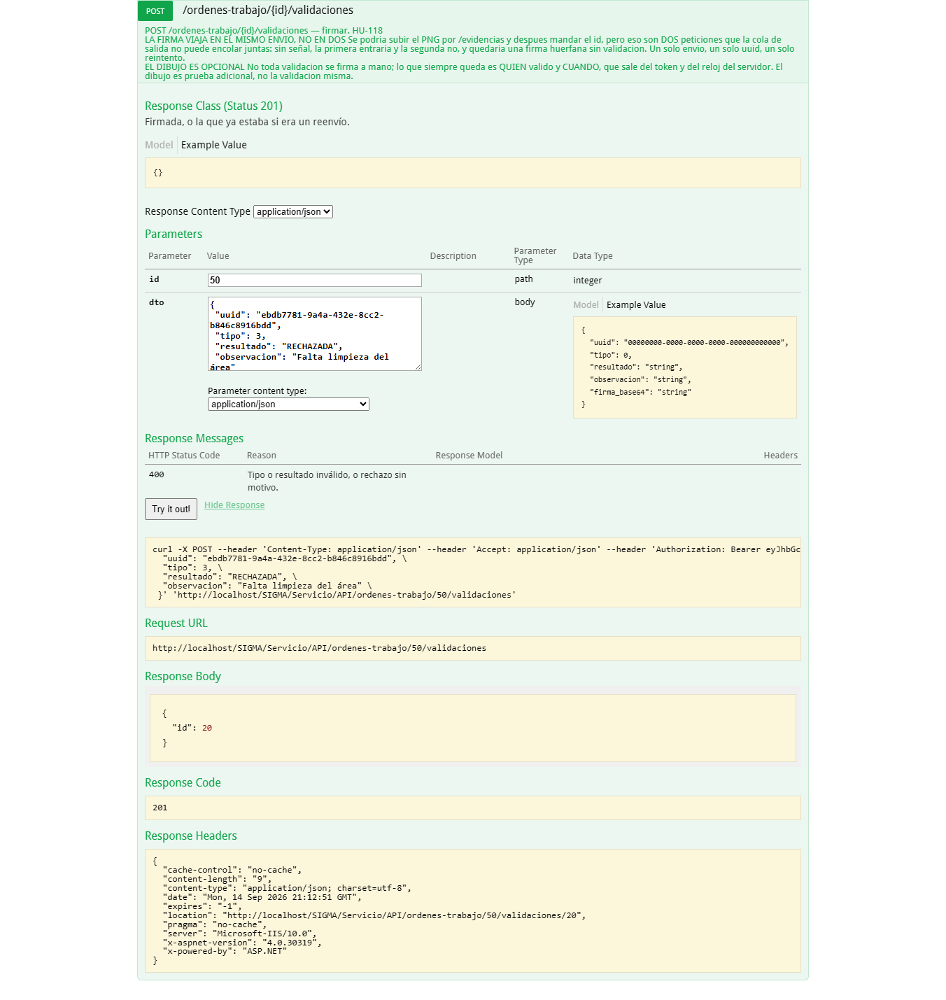 POST /ordenes-trabajo/{id}/validaciones
POST /ordenes-trabajo/{id}/validaciones — firmar. HU-118
LA FIRMA VIAJA EN EL MISMO ENVIO, NO EN DOS Se podria subir el PNG por /evidencias y despues mandar el id, pero eso son DOS peticiones que la cola de
salida no puede encolar juntas: sin señal, la primera entraria y la segunda no, y quedaria una firma huerfana sin validacion. Un solo envio, un solo uuid, un solo
reintento.
EL DIBUJO ES OPCIONAL No toda validacion se firma a mano; lo que siempre queda es QUIEN valido y CUANDO, que sale del token y del reloj del servidor. El
dibujo es prueba adicional, no la validacion misma.
Response Class (Status 201)
Firmada, o la que ya estaba si era un reenvío.
Model Example Value
{}
Response Content Type application/json
Parameters
Parameter Value Description Parameter Type Data Type
id 50 path integer
dto
{
"uuid": "ebdb7781-9a4a-432e-8cc2-
b846c8916bdd",
"tipo": 3,
"resultado": "RECHAZADA",
"observacion": "Falta limpieza del
área"
body
Model Example Value
{
"uuid": "00000000-0000-0000-0000-000000000000",
"tipo": 0,
"resultado": "string",
"observacion": "string",
"firma_base64": "string"
}
Parameter content type:
application/json
Response Messages
HTTP Status Code Reason Response Model Headers
400 Tipo o resultado inválido, o rechazo sin
motivo.
Try it out! Hide Response
curl -X POST --header 'Content-Type: application/json' --header 'Accept: application/json' --header 'Authorization: Bearer eyJhbGc
"uuid": "ebdb7781-9a4a-432e-8cc2-b846c8916bdd", \
"tipo": 3, \
"resultado": "RECHAZADA", \
"observacion": "Falta limpieza del área" \
}' 'http://localhost/SIGMA/Servicio/API/ordenes-trabajo/50/validaciones'
Request URL
http://localhost/SIGMA/Servicio/API/ordenes-trabajo/50/validaciones
Response Body
{
"id": 20
}
Response Code
201
Response Headers
{
"cache-control": "no-cache",
"content-length": "9",
"content-type": "application/json; charset=utf-8",
"date": "Mon, 14 Sep 2026 21:12:51 GMT",
"expires": "-1",
"location": "http://localhost/SIGMA/Servicio/API/ordenes-trabajo/50/validaciones/20",
"pragma": "no-cache",
"server": "Microsoft-IIS/10.0",
"x-aspnet-version": "4.0.30319",
"x-powered-by": "ASP.NET"
}